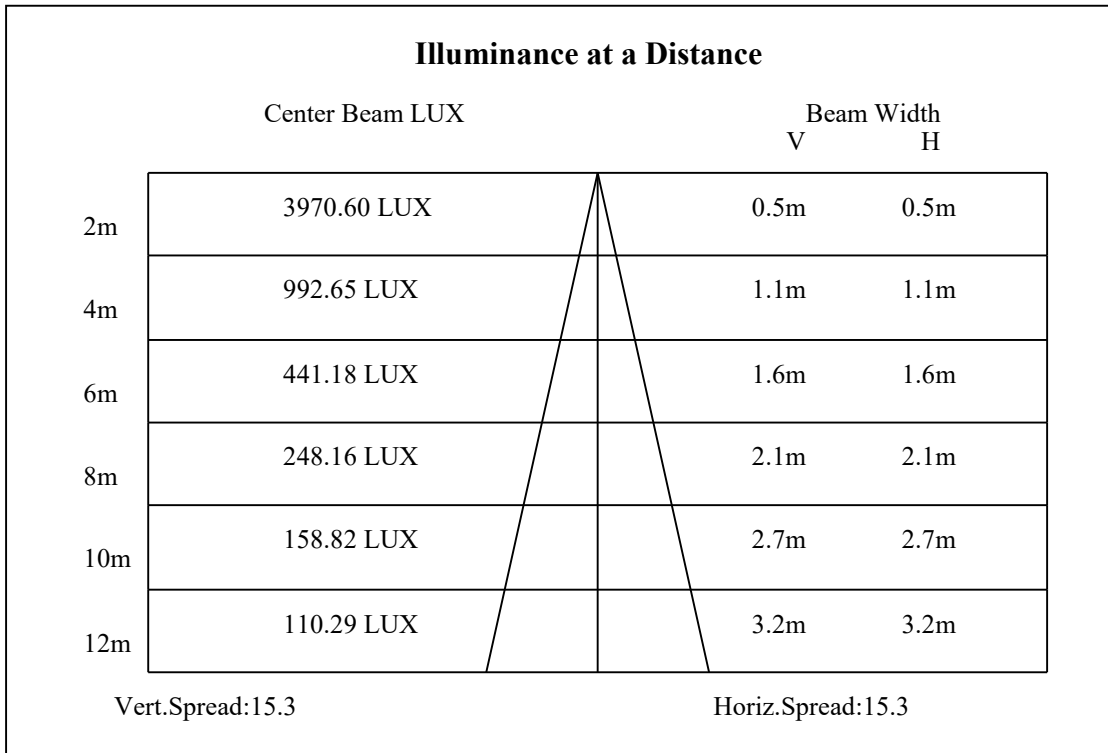 Illuminance at a Distance
Center Beam LUX Beam Width
V H
2m 3970.60 LUX 0.5m 0.5m
4m 992.65 LUX 1.1m 1.1m
6m 441.18 LUX 1.6m 1.6m
8m 248.16 LUX 2.1m 2.1m
10m 158.82 LUX 2.7m 2.7m
12m 110.29 LUX 3.2m 3.2m
Vert.Spread:15.3 Horiz.Spread:15.3